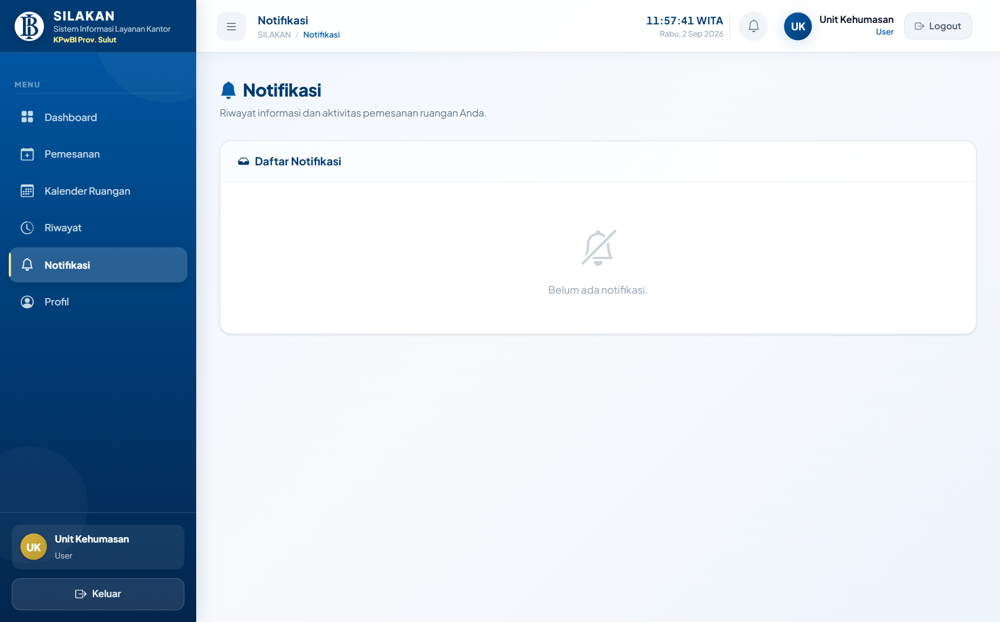 SILAKAN
Sistem Informasi Layanan Kantor
KPwBI Prov. Sulut
MENU
Dashboard
Pemesanan
Kalender Ruangan
Riwayat
Notifikasi
Profil
UK
Unit Kehumasan
User
Keluar
Notifikasi
SILAKAN / Notifikasi
11:57:41 WITA
Rabu, 2 Sep 2026
UK
Unit Kehumasan
User
Logout
Notifikasi
Riwayat informasi dan aktivitas pemesanan ruangan Anda.
Daftar Notifikasi
Belum ada notifikasi.